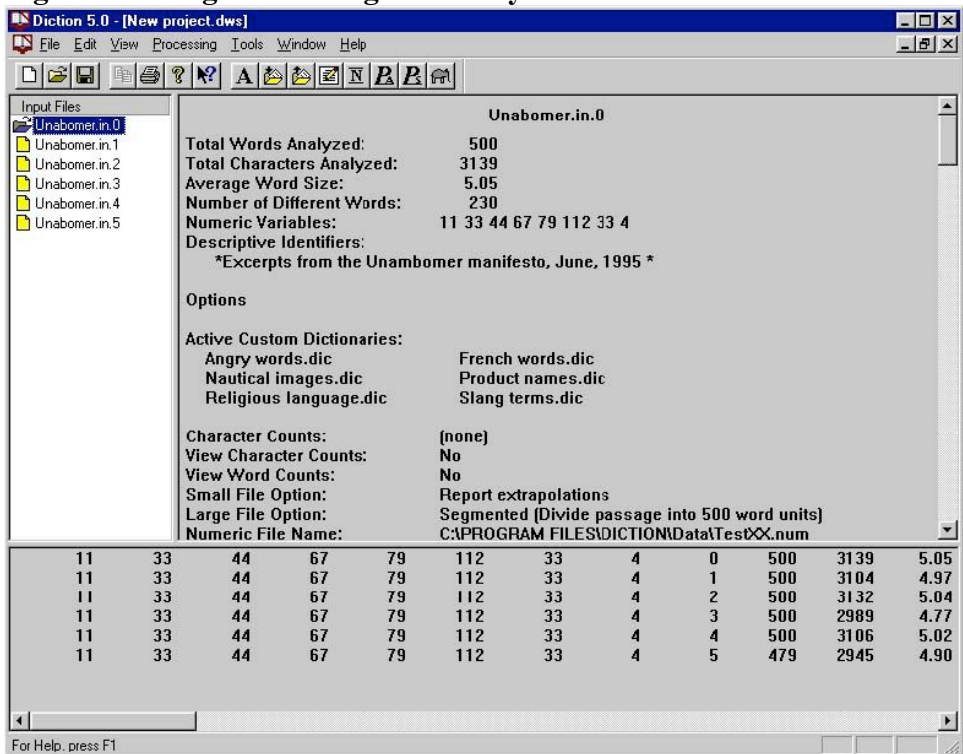 Diction 5.0 - [New project.dws]
File Edit View Processing Tools Window Help
Input Files
Unabomer.in.0
Unabomer.in.1
Unabomer.in.2
Unabomer.in.3
Unabomer.in.4
Unabomer.in.5
Unabomer.in.0
Total Words Analyzed: 500
Total Characters Analyzed: 3139
Average Word Size: 5.05
Number of Different Words: 230
Numeric Variables: 11 33 44 67 79 112 33 4
Descriptive Identifiers:
*Excerpts from the Unambomer manifesto, June, 1995 *
Options
Active Custom Dictionaries:
Angry words.dic French words.dic
Nautical images.dic Product names.dic
Religious language.dic Slang terms.dic
Character Counts: (none)
View Character Counts: No
View Word Counts: No
Small File Option: Report extrapolations
Large File Option: Segmented (Divide passage into 500 word units)
Numeric File Name: C:\PROGRAM FILES\DICTION\Data\TestXX.num
11 33 44 67 79 112 33 4 0 500 3139 5.05
11 33 44 67 79 112 33 4 1 500 3104 4.97
11 33 44 67 79 112 33 4 2 500 3132 5.04
11 33 44 67 79 112 33 4 3 500 2989 4.77
11 33 44 67 79 112 33 4 4 500 3106 5.02
11 33 44 67 79 112 33 4 5 479 2945 4.90
For Help, press F1